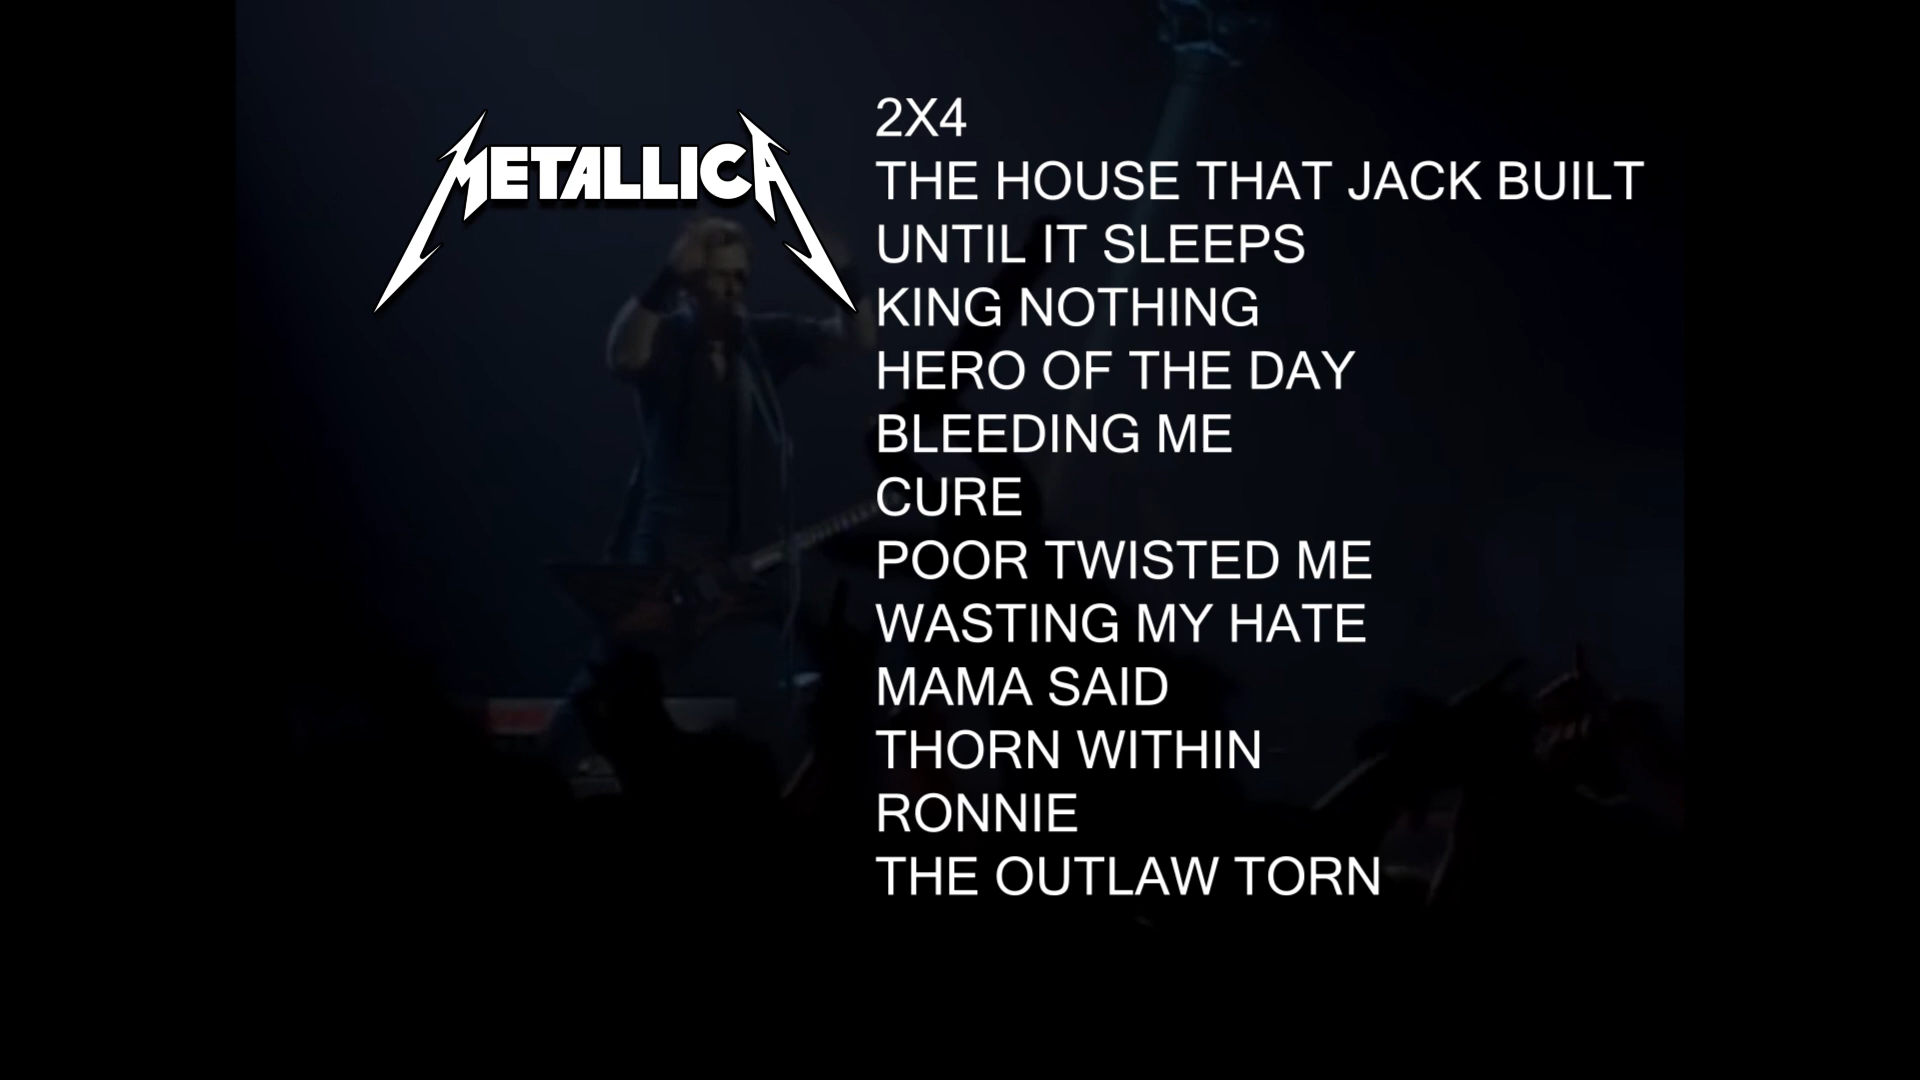 METALLICA
2X4
THE HOUSE THAT JACK BUILT
UNTIL IT SLEEPS
KING NOTHING
HERO OF THE DAY
BLEEDING ME
CURE
POOR TWISTED ME
WASTING MY HATE
MAMA SAID
THORN WITHIN
RONNIE
THE OUTLAW TORN